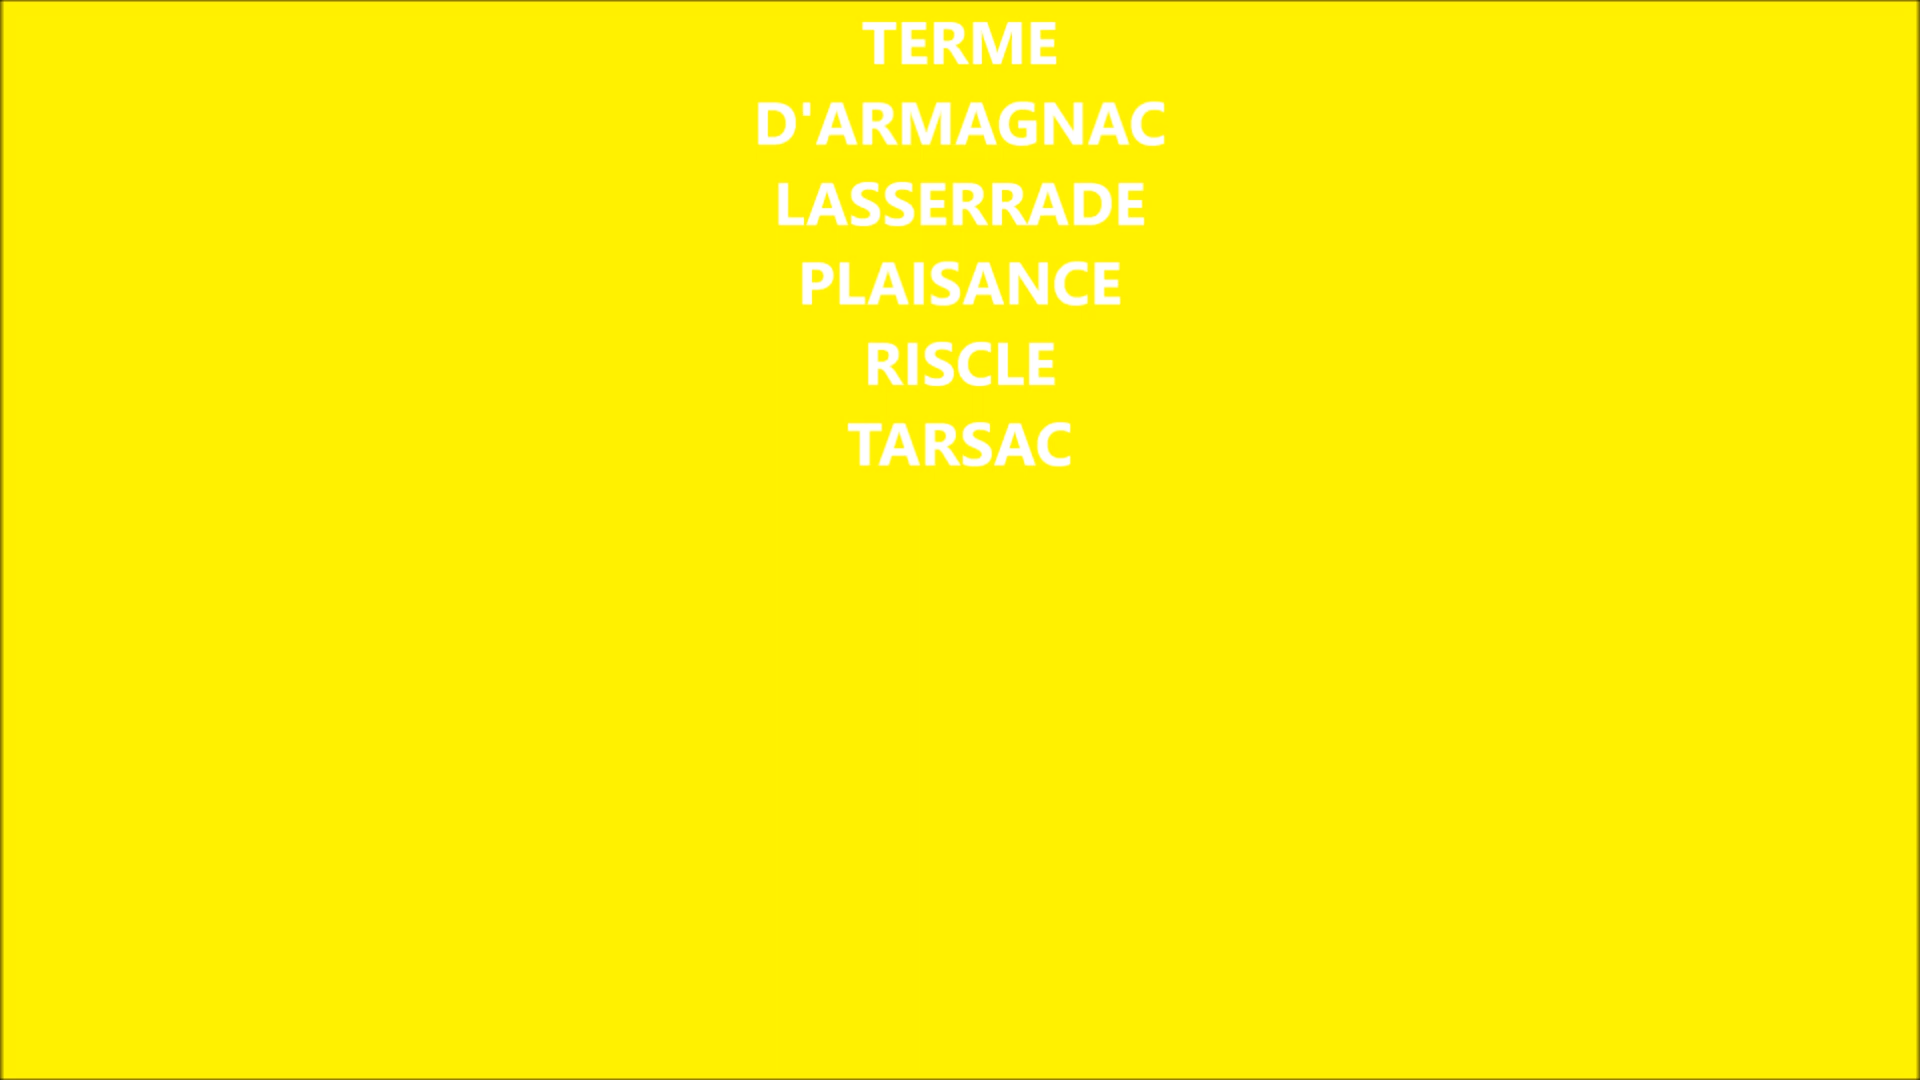 TERME
D'ARMAGNAC
LASSERRADE
PLAISANCE
RISCLE
TARSAC